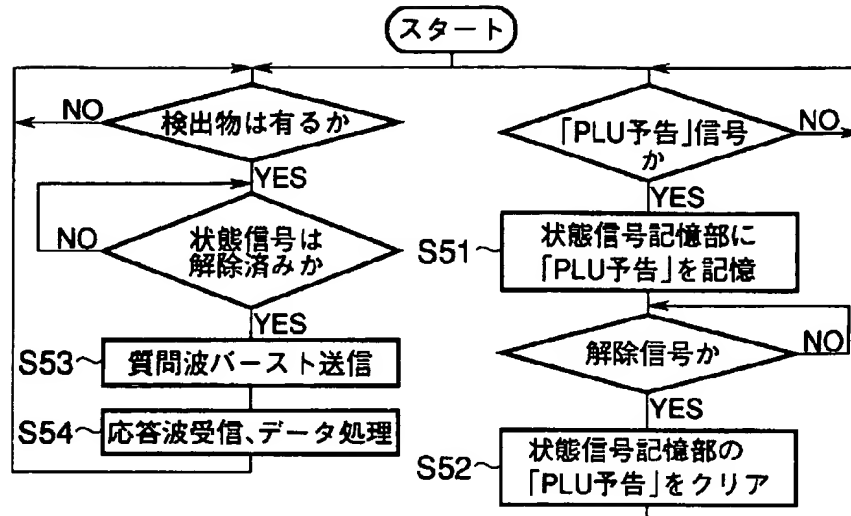 スタート
検出物は有るか
NO
YES
状態信号は
解除済みか
NO
YES
S53
質問波バースト送信
S54
応答波受信、データ処理
「PLU予告」信号
か
NO
YES
S51
状態信号記憶部に
「PLU予告」を記憶
解除信号か
NO
YES
S52
状態信号記憶部の
「PLU予告」をクリア